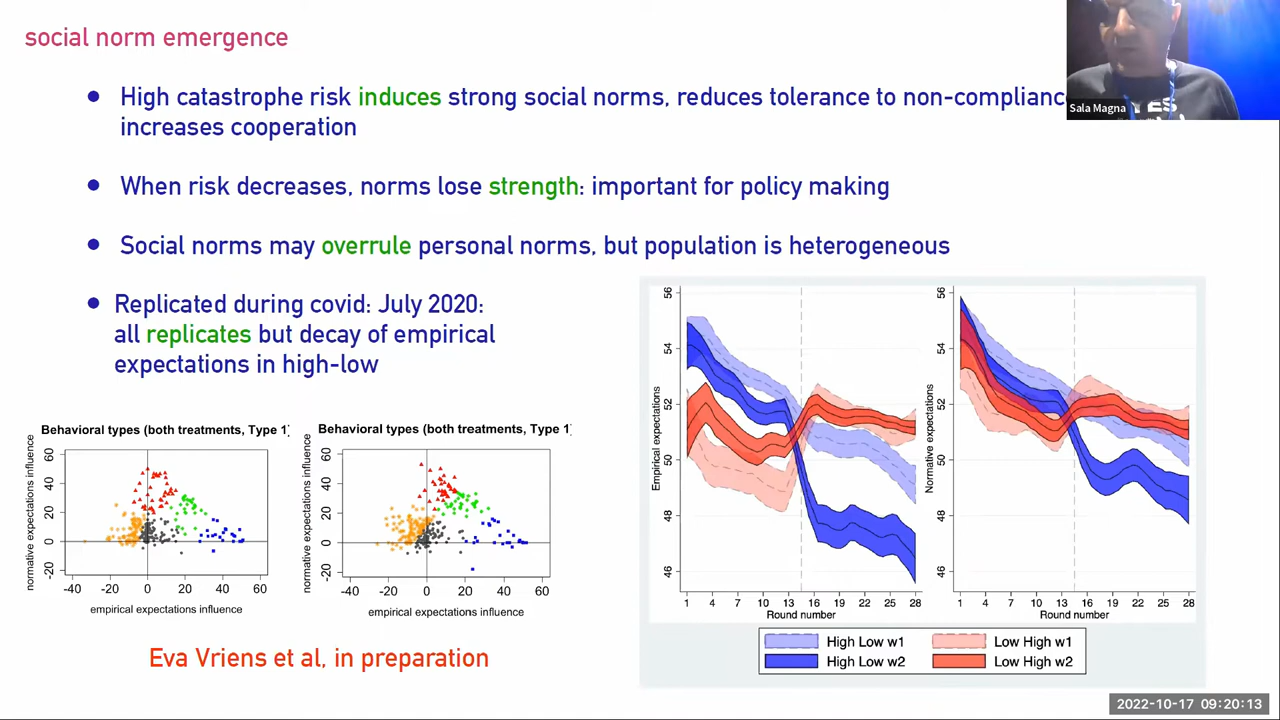 social norm emergence
High catastrophe risk induces strong social norms, reduces tolerance to non-complianc
increases cooperation
Sala Magna
YES
When risk decreases, norms lose strength: important for policy making
Social norms may overrule personal norms, but population is heterogeneous
Replicated during covid: July 2020:
all replicates but decay of empirical
expectations in high-low
Behavioral types (both treatments, Type 1)
normative expectations influence
60
40
20
0
-20
-40 -20 0 20 40 60
empirical expectations influence
Behavioral types (both treatments, Type 1)
normative expectations influence
60
40
20
0
-20
-40 -20 0 20 40 60
empirical expectations influence
Eva Vriens et al, in preparation
Empirical expectations
56
54
52
50
48
46
1 4 7 10 13 16 19 22 25 28
Round number
Normative expectations
56
54
52
50
48
46
1 4 7 10 13 16 19 22 25 28
Round number
High Low w1 Low High w1
High Low w2 Low High w2
2022-10-17 09:20:13